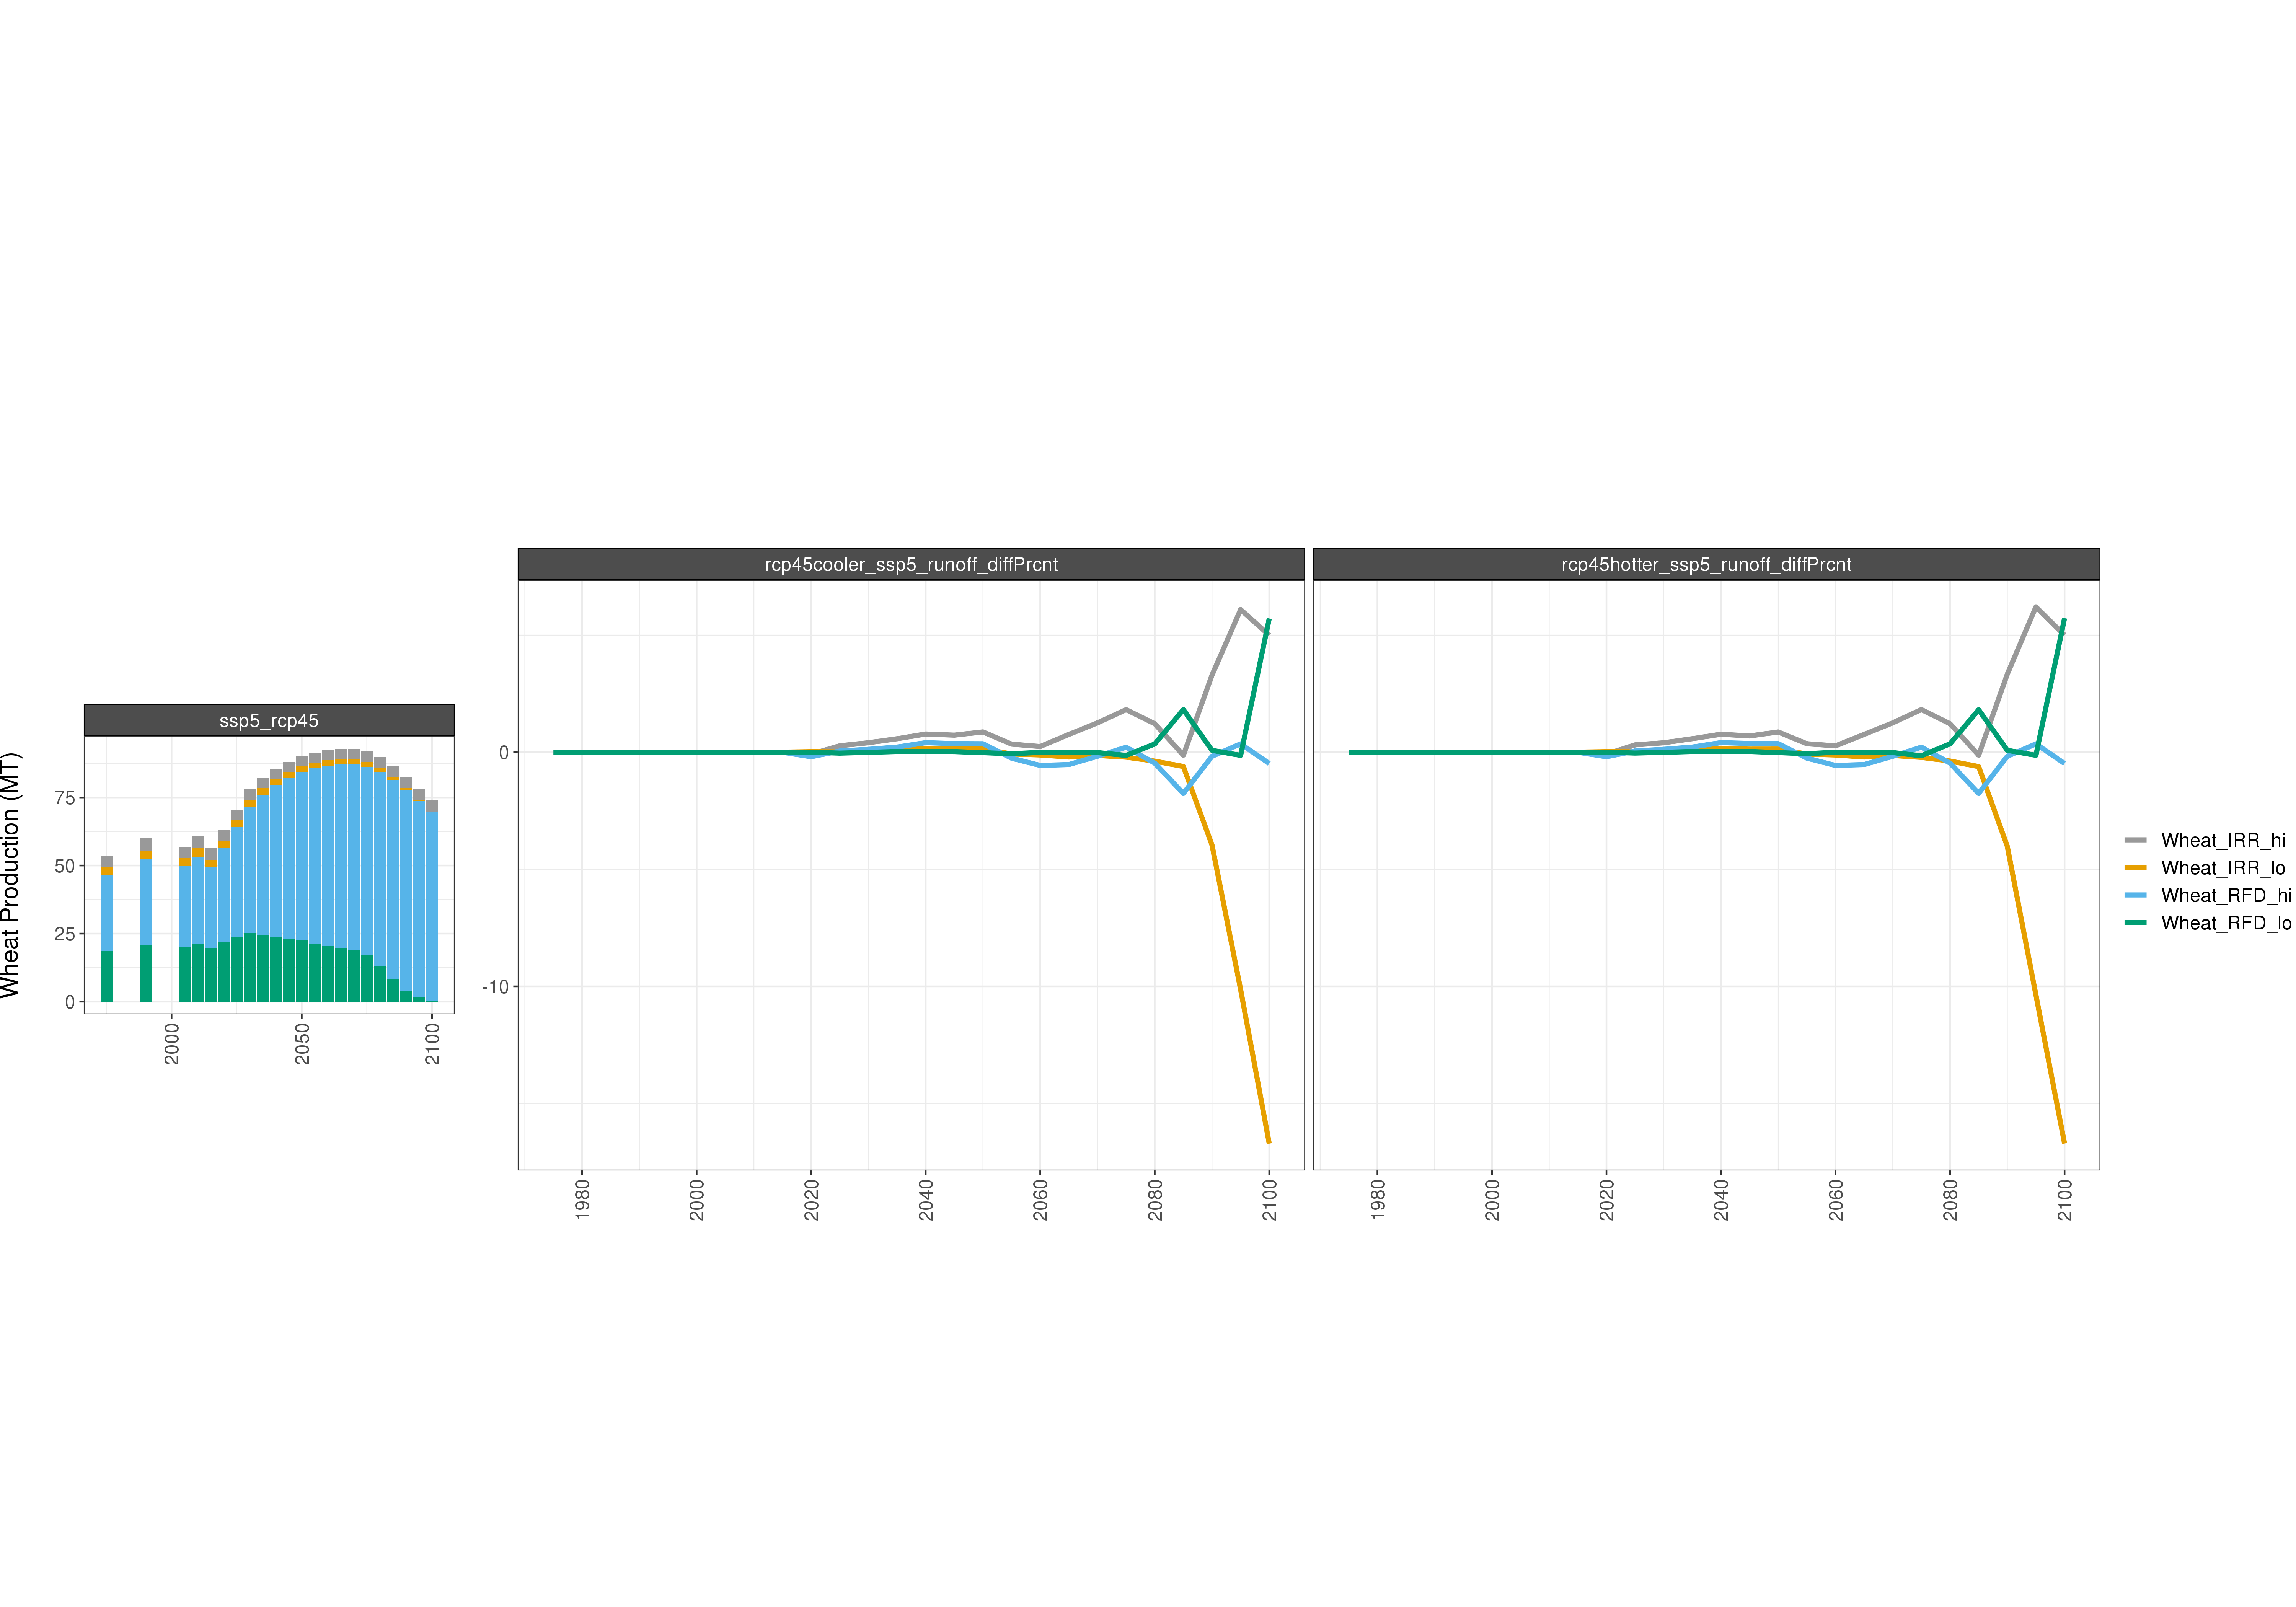 rcp45cooler_ssp5_runoff_diffPrcnt
rcp45hotter_ssp5_runoff_diffPrcnt
ssp5_rcp45
Wheat Production (MT)
75
50
25
0
2000
2050
2100
0
-10
1980
2000
2020
2040
2060
2080
2100
1980
2000
2020
2040
2060
2080
2100
Wheat_IRR_hi
Wheat_IRR_lo
Wheat_RFD_hi
Wheat_RFD_lo